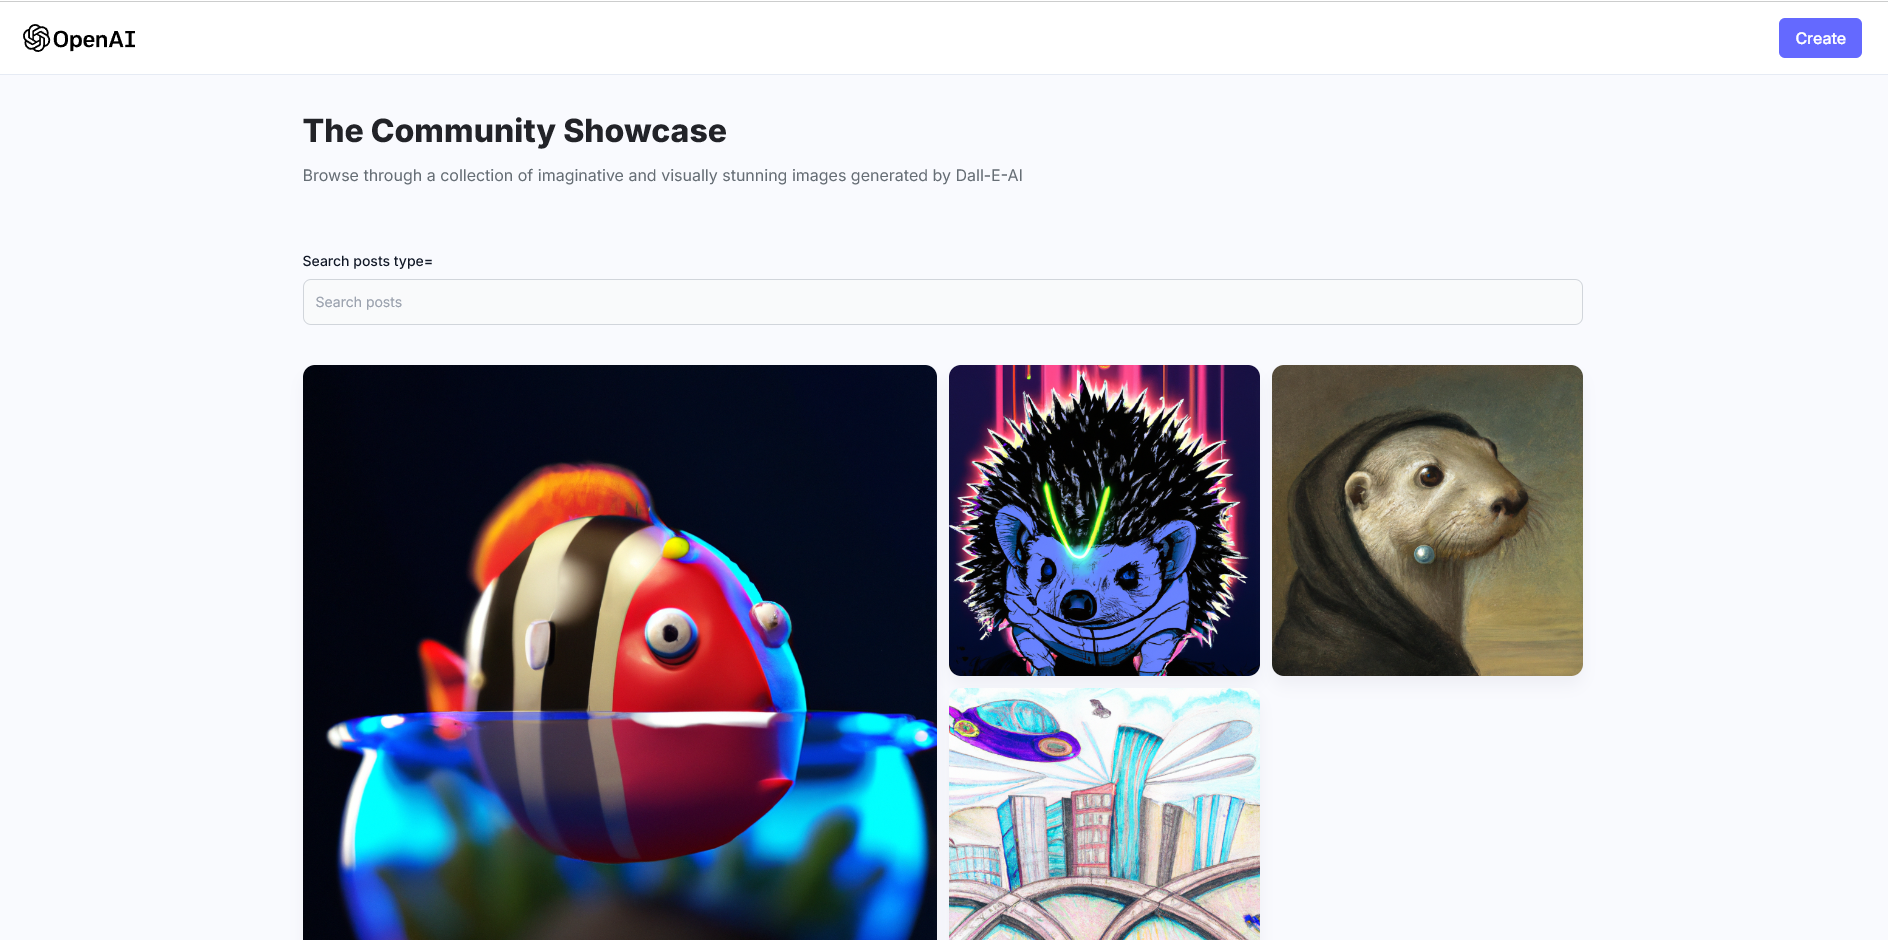 OpenAI
Create
The Community Showcase
Browse through a collection of imaginative and visually stunning images generated by Dall-E-AI
Search posts type=
Search posts